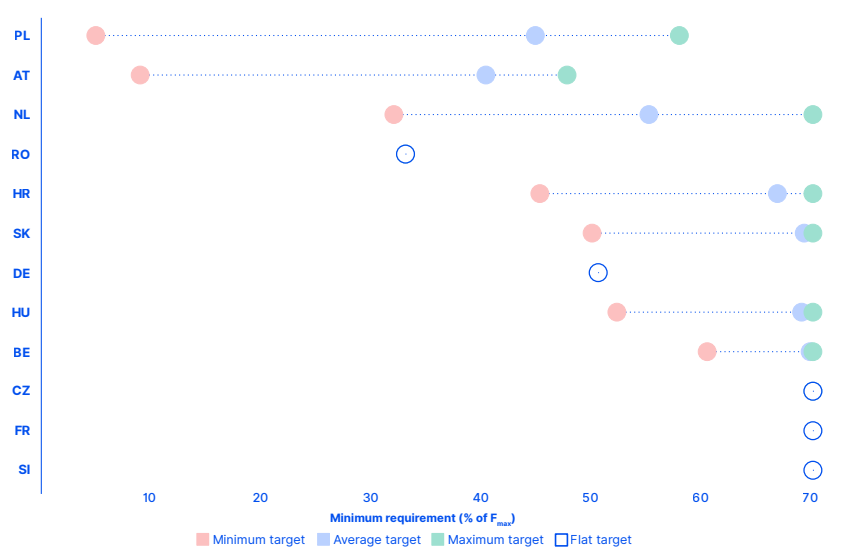 PL
AT
NL
RO
HR
SK
DE
HU
BE
CZ
FR
SI
10 20 30 40 50 60 70
Minimum requirement (% of Fmax)
Minimum target Average target Maximum target Flat target